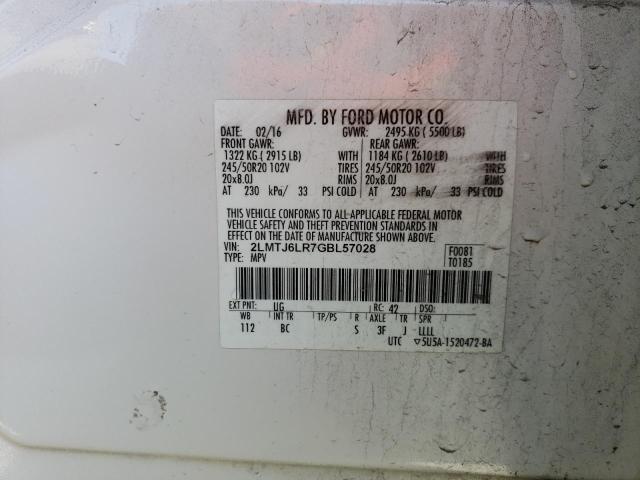 MFD. BY FORD MOTOR CO.
DATE: 02/16 GVWR: 2495 KG ( 5500 LB)
FRONT GAWR: REAR GAWR:
1322 KG ( 2915 LB) WITH 1184 KG ( 2610 LB) WITH
245/50R20 102V TIRES 245/50R20 102V TIRES
20x8.0J RIMS 20x8.0J RIMS
AT 230 kPa/ 33 PSI COLD AT 230 kPa/ 33 PSI COLD
THIS VEHICLE CONFORMS TO ALL APPLICABLE FEDERAL MOTOR
VEHICLE SAFETY AND THEFT PREVENTION STANDARDS IN
EFFECT ON THE DATE OF MANUFACTURE SHOWN ABOVE.
VIN: 2LMTJ6LR7GBL57028 F0081
TYPE: MPV T0185
EXT PNT: UG RC: 42 DSO:
WB INT TR TP/PS R AXLE TR SPR
112 BC S 3F J LLLL
UTC ▽5U5A-1520472-BA